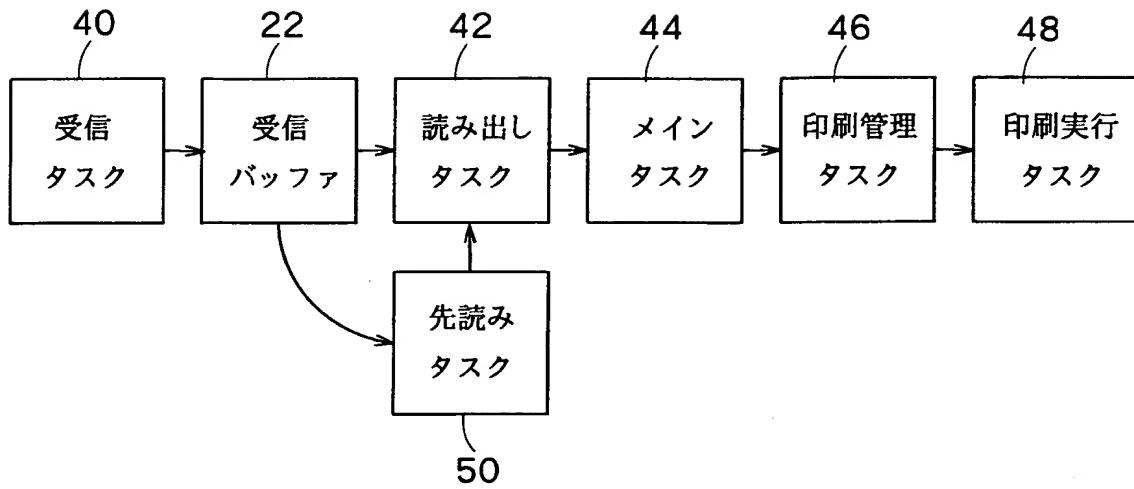 40
22
42
44
46
48
受信
タスク
受信
バッファ
読み出し
タスク
メイン
タスク
印刷管理
タスク
印刷実行
タスク
先読み
タスク
50